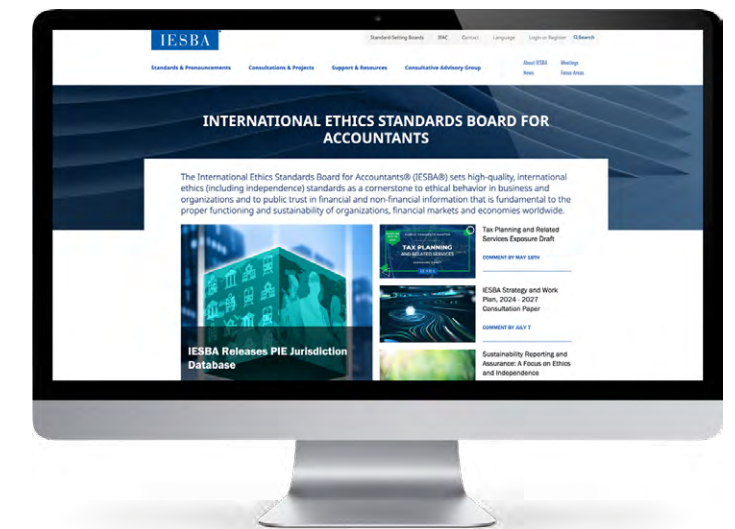 IESBA
Standard-Setting Boards IFAC Contact Language Login or Register Search
Standards & Pronouncements Consultations & Projects Support & Resources Consultative Advisory Group
About IESBA Meetings
News Focus Areas
INTERNATIONAL ETHICS STANDARDS BOARD FOR
ACCOUNTANTS
The International Ethics Standards Board for Accountants® (IESBA®) sets high-quality, international
ethics (including independence) standards as a cornerstone to ethical behavior in business and
organizations and to public trust in financial and non-financial information that is fundamental to the
proper functioning and sustainability of organizations, financial markets and economies worldwide.
IESBA Releases PIE Jurisdiction
Database
TAX PLANNING
AND RELATED SERVICES
IESBA
Tax Planning and Related
Services Exposure Draft
COMMENT BY MAY 18TH
IESBA Strategy and Work
Plan, 2024 - 2027
Consultation Paper
COMMENT BY JULY 7
Sustainability Reporting and
Assurance: A Focus on Ethics
and Independence